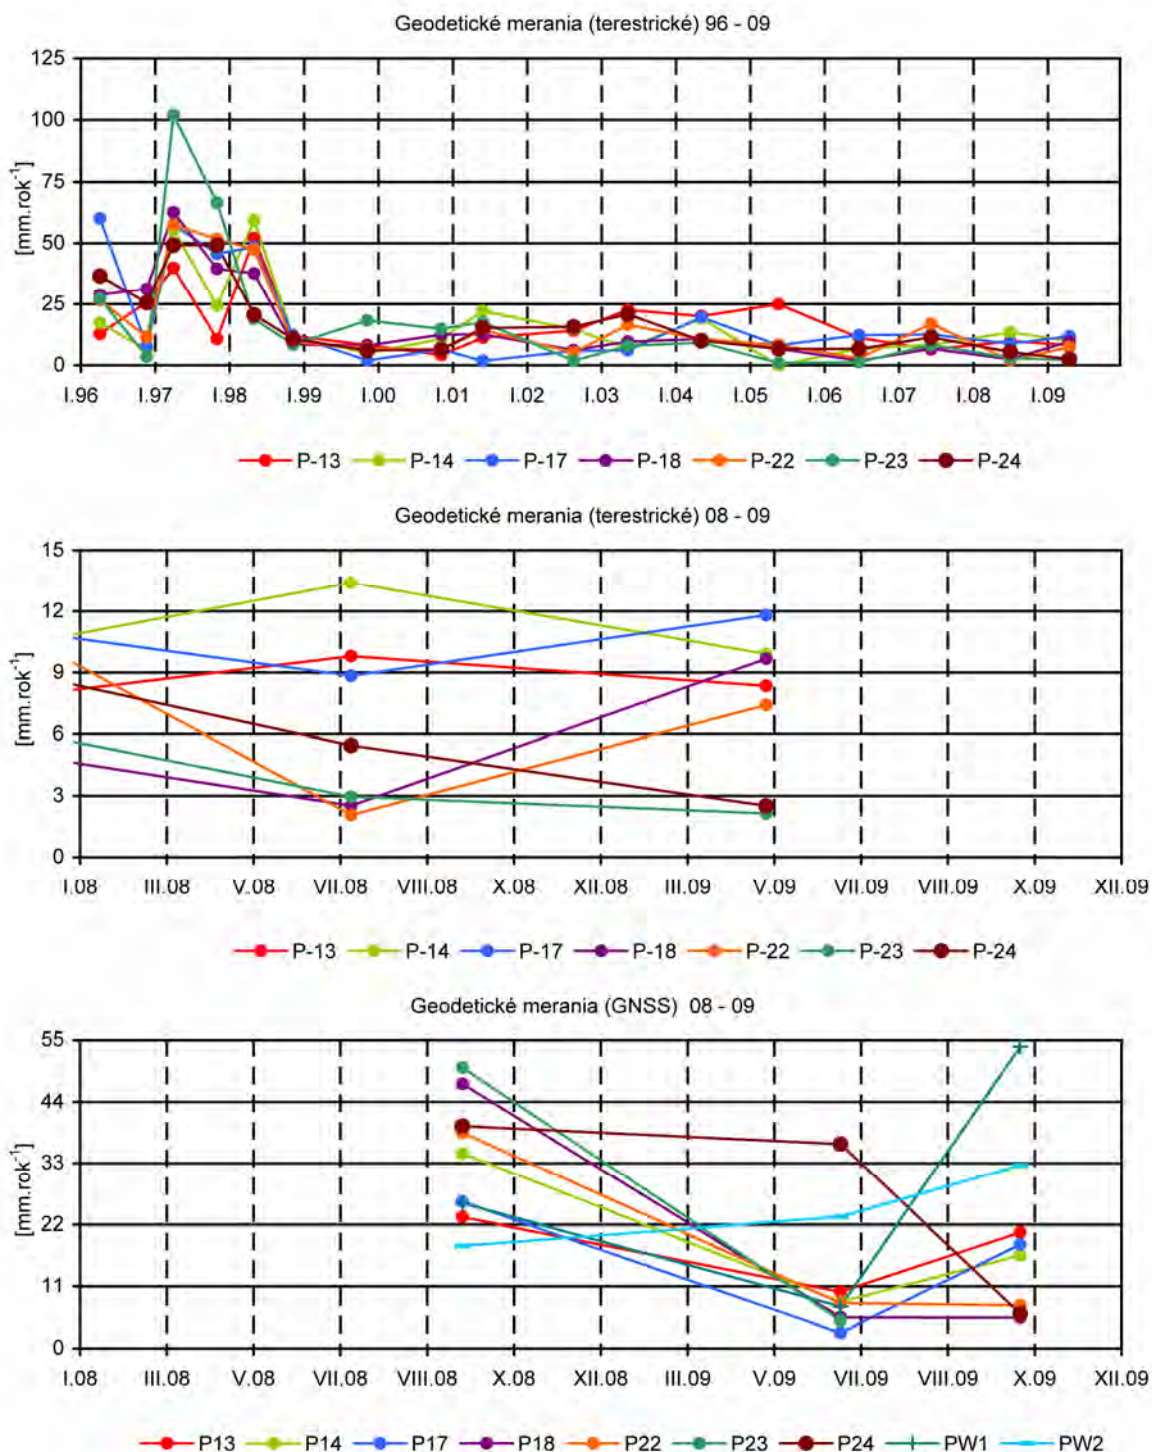 Geodetické merania (terestrické) 96 - 09
125
100
75
50
25
0
[mm.rok-1]
I.96 I.97 I.98 I.99 I.00 I.01 I.02 I.03 I.04 I.05 I.06 I.07 I.08 I.09
P-13 P-14 P-17 P-18 P-22 P-23 P-24
Geodetické merania (terestrické) 08 - 09
15
12
9
6
3
0
[mm.rok-1]
I.08 III.08 V.08 VII.08 VIII.08 X.08 XII.08 III.09 V.09 VII.09 VIII.09 X.09 XII.09
P-13 P-14 P-17 P-18 P-22 P-23 P-24
Geodetické merania (GNSS) 08 - 09
55
44
33
22
11
0
[mm.rok-1]
I.08 III.08 V.08 VII.08 VIII.08 X.08 XII.08 III.09 V.09 VII.09 VIII.09 X.09 XII.09
P13 P14 P17 P18 P22 P23 P24 PW1 PW2